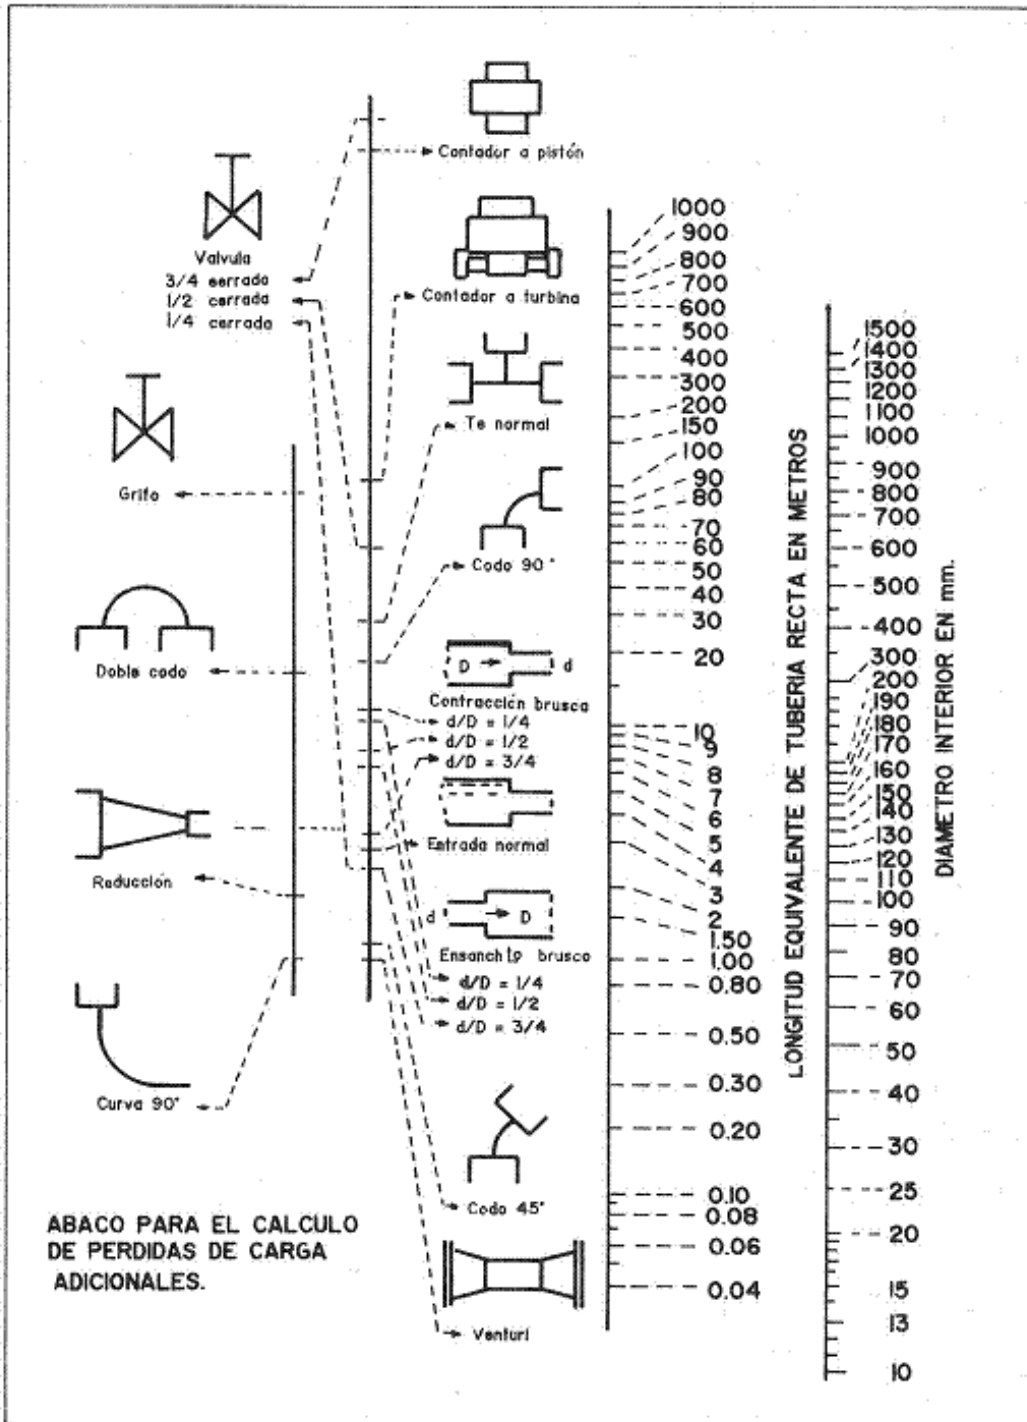 Contador a pistón
Valvula
3/4 serrada
1/2 cerrada
1/4 cerrada
Contador a turbina
Te normal
Grifo
Codo 90°
Doble codo
D
d
Contracción brusca
d/D = 1/4
d/D = 1/2
d/D = 3/4
Entrada normal
Reducción
d
D
Ensanchto brusco
d/D = 1/4
d/D = 1/2
d/D = 3/4
Curva 90°
Codo 45°
Venturi
ABACO PARA EL CALCULO
DE PERDIDAS DE CARGA
ADICIONALES.
1000
900
800
700
600
500
400
300
200
150
100
90
80
70
60
50
40
30
20
10
9
8
7
6
5
4
3
2
1.50
1.00
0.80
0.50
0.30
0.20
0.10
0.08
0.06
0.04
LONGITUD EQUIVALENTE DE TUBERIA RECTA EN METROS
1500
1400
1300
1200
1100
1000
900
800
700
600
500
400
300
200
190
180
170
160
150
140
130
120
110
100
90
80
70
60
50
40
30
25
20
15
13
10
DIAMETRO INTERIOR EN mm.